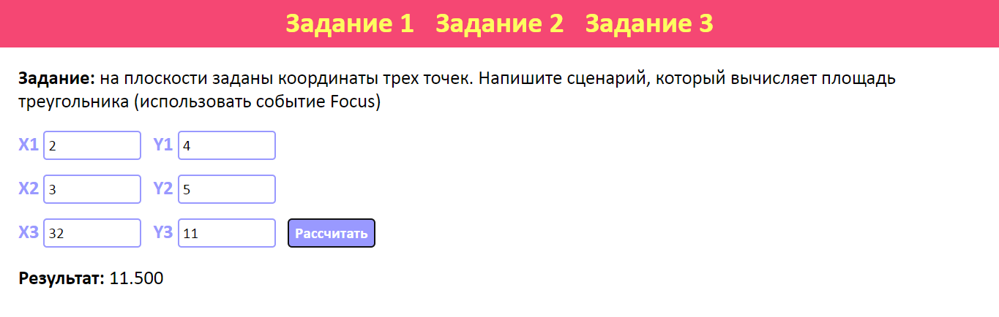 Задание 1 Задание 2 Задание 3
Задание: на плоскости заданы координаты трех точек. Напишите сценарий, который вычисляет площадь
треугольника (использовать событие Focus)
X1 2 Y1 4
X2 3 Y2 5
X3 32 Y3 11 Рассчитать
Результат: 11.500